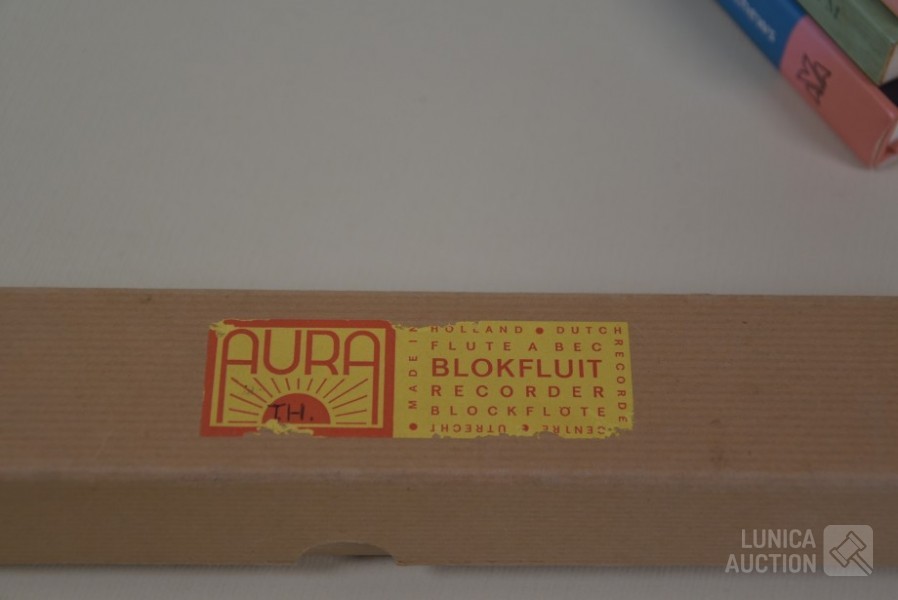 AURA
TH.
MADE IN
HOLLAND ● DUTCH
RECORDE
CENTRE ● UTRECHT ●
FLUTE A BEC
BLOKFLUIT
RECORDER
BLOCKFLÖTE
LUNICA
AUCTION